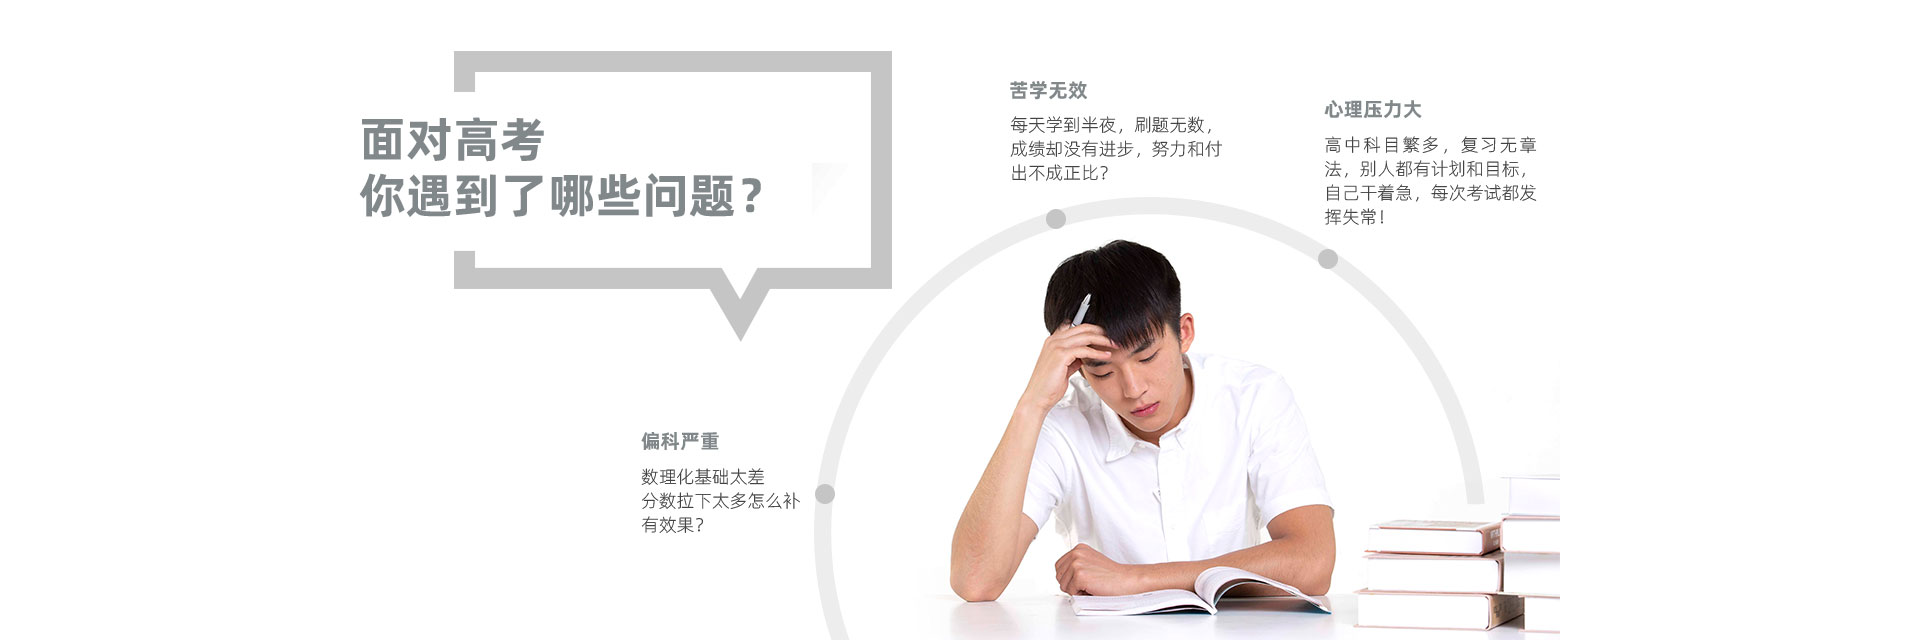 面对高考
你遇到了哪些问题？
苦学无效
每天学到半夜，刷题无数，
成绩却没有进步，努力和付
出不成正比？
心理压力大
高中科目繁多，复习无章
法，别人都有计划和目标，
自己干着急，每次考试都发
挥失常！
偏科严重
数理化基础太差
分数拉下太多怎么补
有效果？